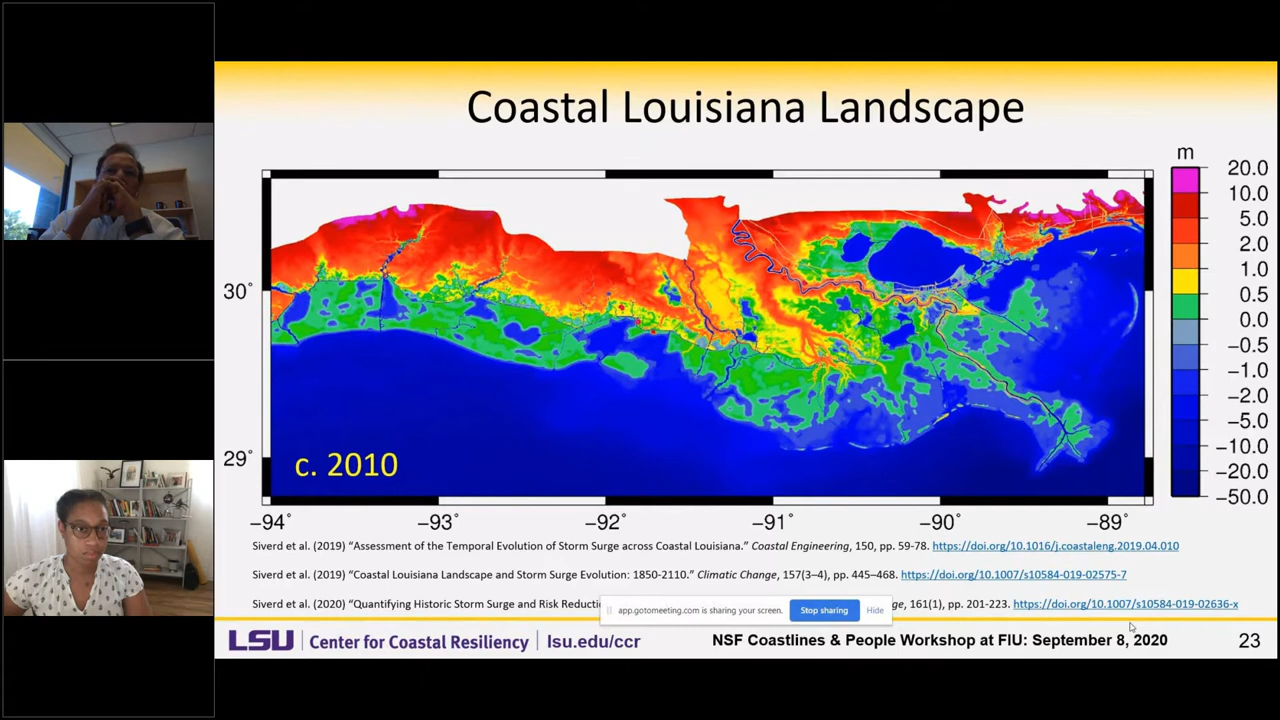 Coastal Louisiana Landscape
m
20.0
10.0
5.0
2.0
1.0
0.5
0.0
−0.5
−1.0
−2.0
−5.0
−10.0
−20.0
−50.0
30˚
29˚
c. 2010
−94˚ −93˚ −92˚ −91˚ −90˚ −89˚
Siverd et al. (2019) “Assessment of the Temporal Evolution of Storm Surge across Coastal Louisiana.” Coastal Engineering, 150, pp. 59-78. https://doi.org/10.1016/j.coastaleng.2019.04.010
Siverd et al. (2019) “Coastal Louisiana Landscape and Storm Surge Evolution: 1850-2110.” Climatic Change, 157(3–4), pp. 445–468. https://doi.org/10.1007/s10584-019-02575-7
Siverd et al. (2020) “Quantifying Historic Storm Surge and Risk Reductio ge, 161(1), pp. 201-223. https://doi.org/10.1007/s10584-019-02636-x
app.gotomeeting.com is sharing your screen. Stop sharing Hide
LSU Center for Coastal Resiliency lsu.edu/ccr NSF Coastlines & People Workshop at FIU: September 8, 2020 23